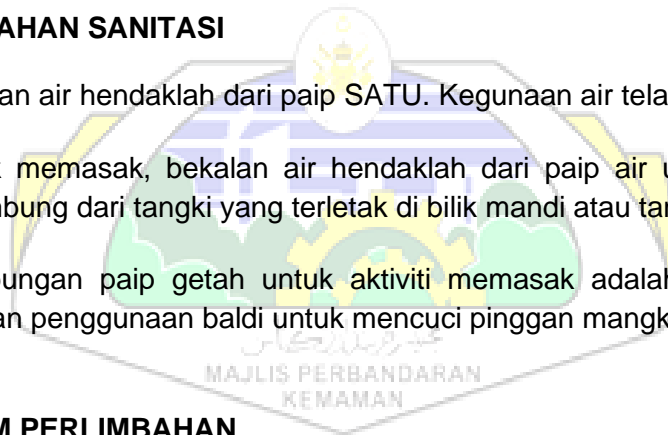 AHAN SANITASI
an air hendaklah dari paip SATU. Kegunaan air tela
k memasak, bekalan air hendaklah dari paip air u
mbung dari tangki yang terletak di bilik mandi atau tan
bungan paip getah untuk aktiviti memasak adalah
an penggunaan baldi untuk mencuci pinggan mangk
MAJLIS PERBANDARAN
KEMAMAN
M PERLIMBAHAN